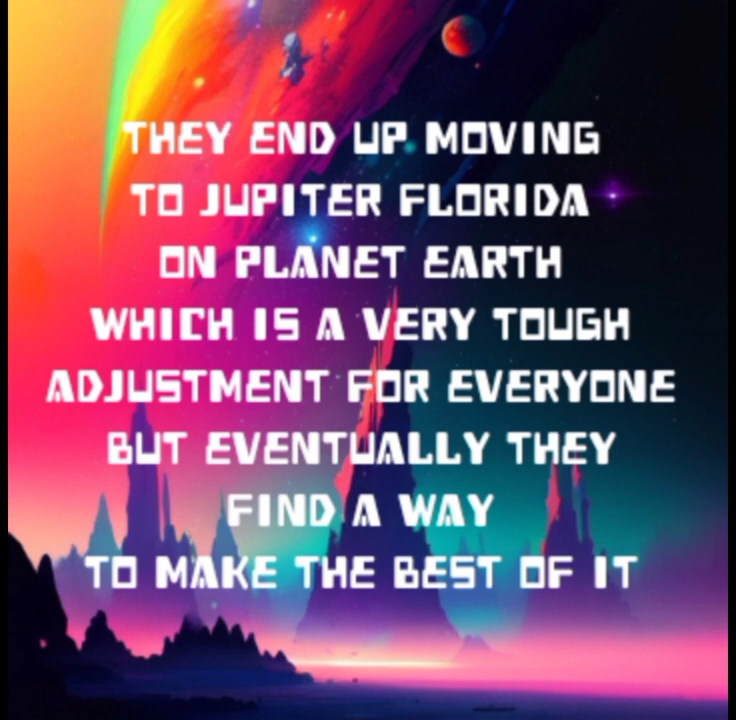 THEY END UP MOVING
TO JUPITER FLORIDA
ON PLANET EARTH
WHICH IS A VERY TOUGH
ADJUSTMENT FOR EVERYONE
BUT EVENTUALLY THEY
FIND A WAY
TO MAKE THE BEST OF IT